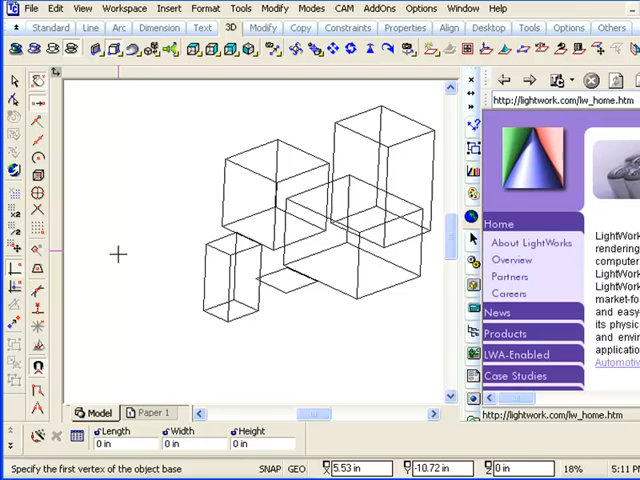 File Edit View Workspace Insert Format Tools Modify Modes CAM AddOns Options Window Help
Standard Line Arc Dimension Text 3D Modify Copy Constraints Properties Align Desktop Tools Options
http://lightwork.com/lw_home.htm
Home
About LightWorks
Overview
Partners
Careers
News
Products
LWA-Enabled
Case Studies
LightWork
rendering
computer
LightWork
market-fo
and easy-
its physic
and envir
applicatio
Automotiv
http://lightwork.com/lw_home.htm
Model Paper 1
Length Width Height
0 in 0 in 0 in
Specify the first vertex of the object base SNAP GEO X 5.53 in Y -10.72 in Z 0 in 18% 5:11 P